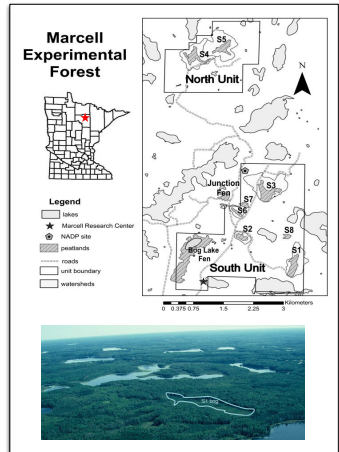 Marcell
Experimental
Forest
Legend
lakes
Marcell Research Center
NADP site
peatlands
roads
unit boundary
watersheds
S5
S4
North Unit
N
Junction
Fen
S3
S7
S6
S2
S8
S1
Bog Lake
Fen
South Unit
Kilometers
0 0.375 0.75 1.5 2.25 3
S1 bog